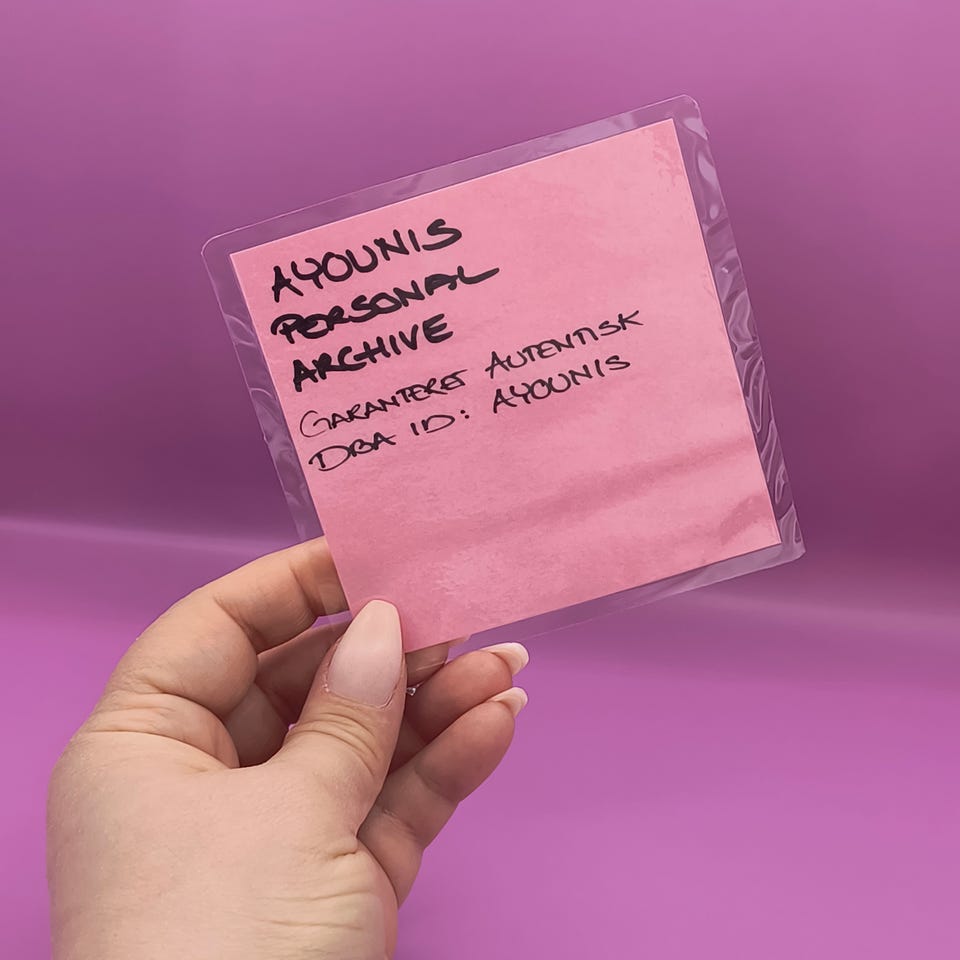 AYOUNIS
PERSONAL
ARCHIVE
GARANTERET AUTENTISK
DBA ID: AYOUNIS